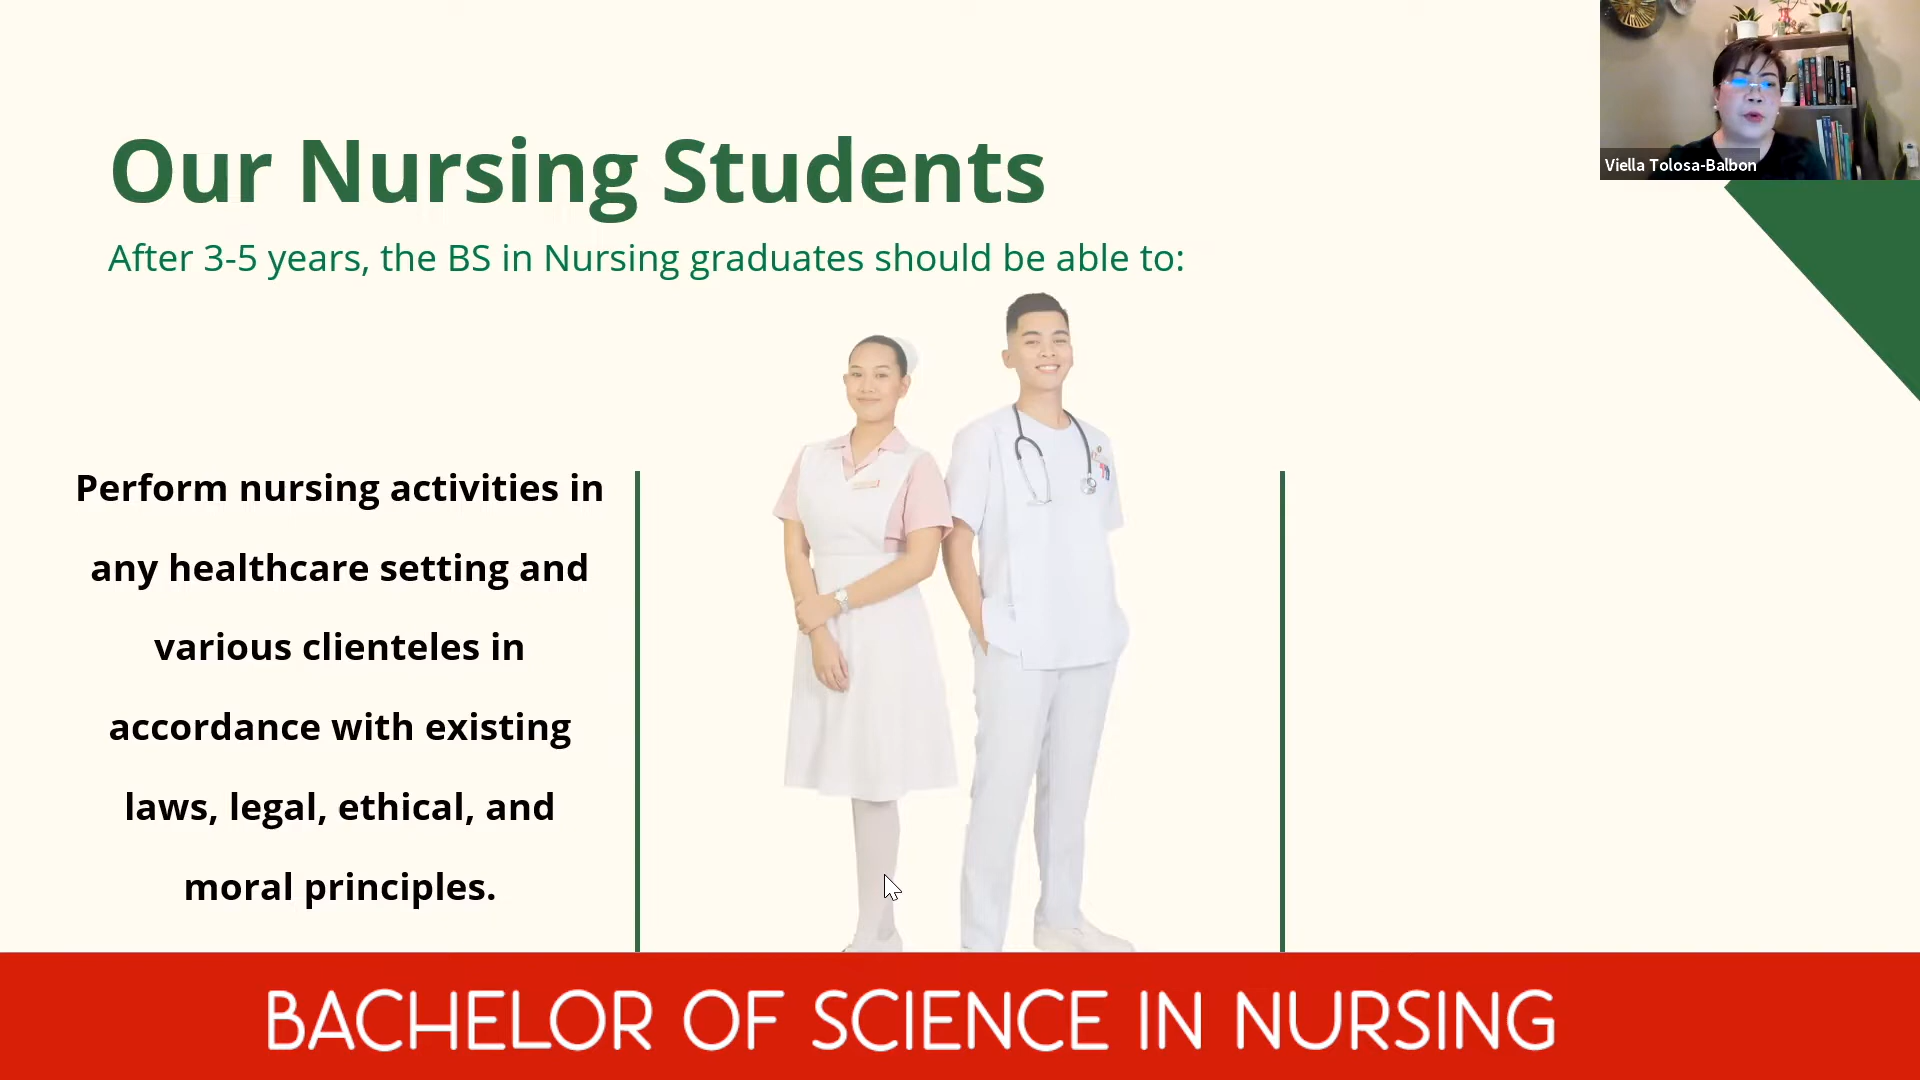 Our Nursing Students
After 3-5 years, the BS in Nursing graduates should be able to:
Viella Tolosa-Balbon
Perform nursing activities in
any healthcare setting and
various clienteles in
accordance with existing
laws, legal, ethical, and
moral principles.
BACHELOR OF SCIENCE IN NURSING